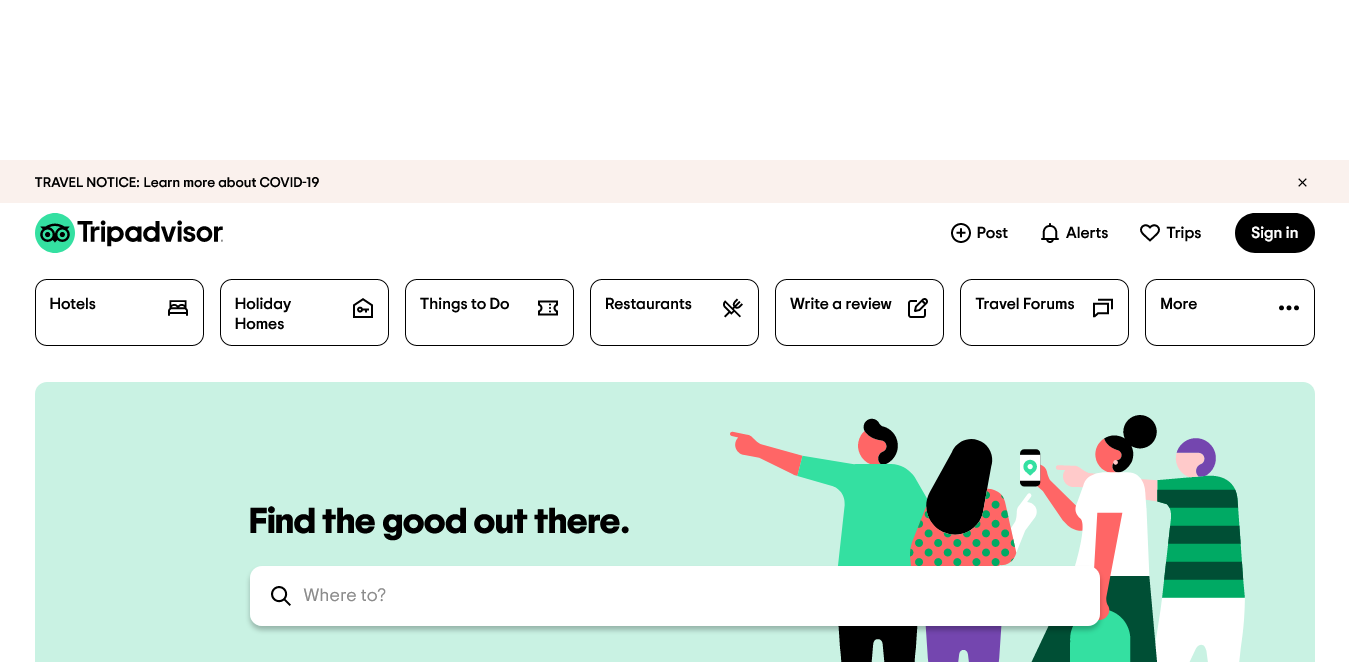 TRAVEL NOTICE: Learn more about COVID-19
Tripadvisor
Post
Alerts
Trips
Sign in
Hotels
Holiday
Homes
Things to Do
Restaurants
Write a review
Travel Forums
More
Find the good out there.
Where to?